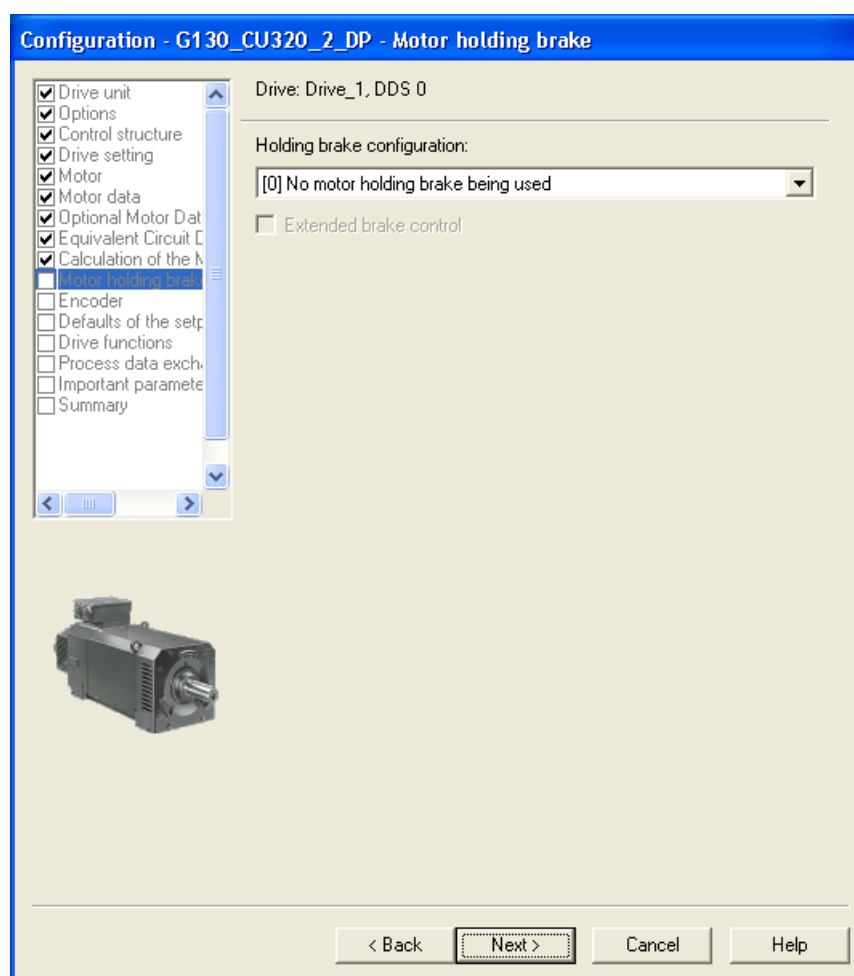 Configuration - G130_CU320_2_DP - Motor holding brake
Drive unit
Options
Control structure
Drive setting
Motor
Motor data
Optional Motor Dat
Equivalent Circuit D
Calculation of the M
Motor holding brak
Encoder
Defaults of the setp
Drive functions
Process data exch
Important paramete
Summary
Drive: Drive_1, DDS 0
Holding brake configuration:
[0] No motor holding brake being used
Extended brake control
< Back
Next >
Cancel
Help